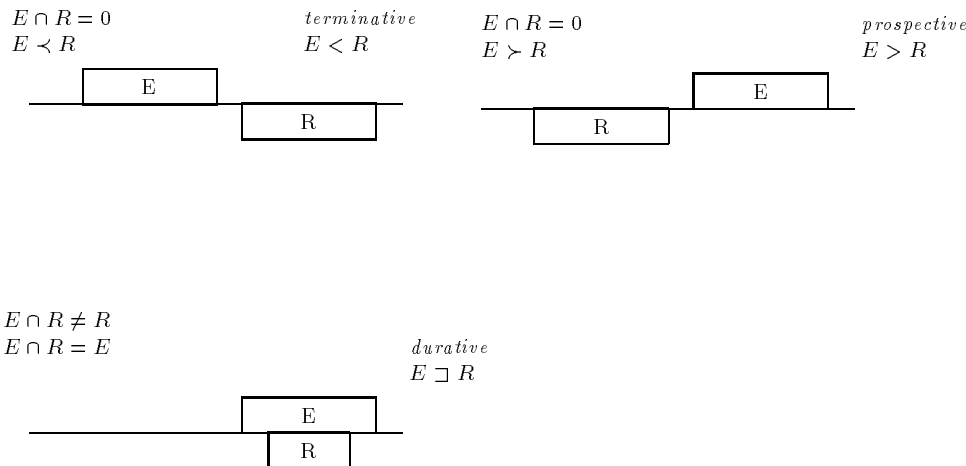 E ∩ R = 0
E ≺ R
terminative
E < R
E
R
E ∩ R = 0
E ≻ R
prospective
E > R
E
R
E ∩ R ≠ R
E ∩ R = E
durative
E ⊐ R
E
R